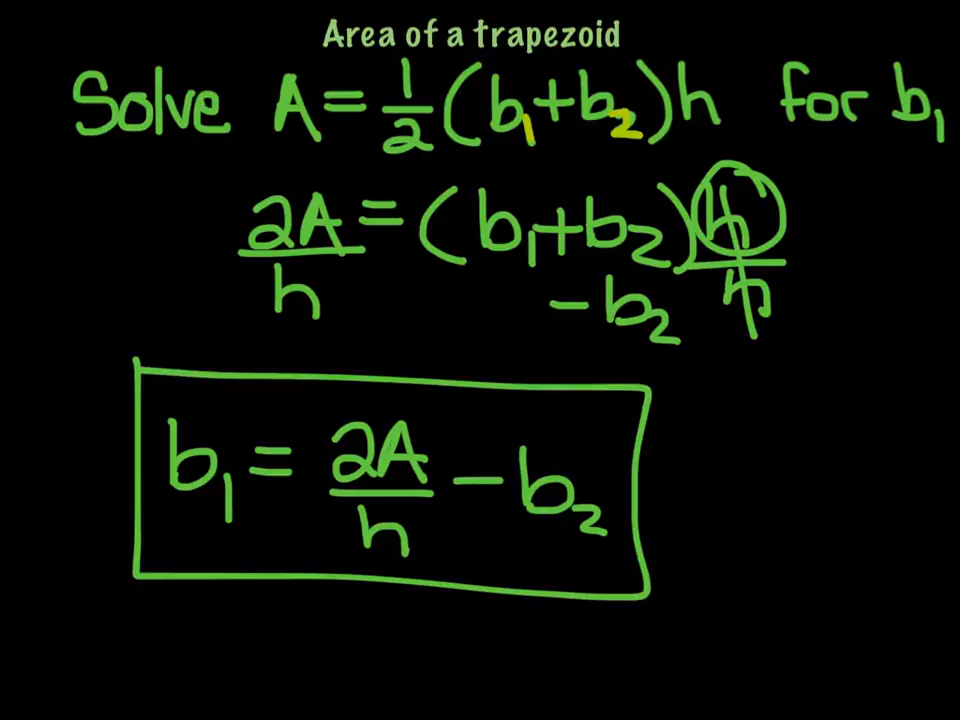 Area of a trapezoid
Solve A = 1/2 (b₁ + b₂)h for b₁
2A/h = (b₁ + b₂)h/h
- b₂
b₁ = 2A/h - b₂